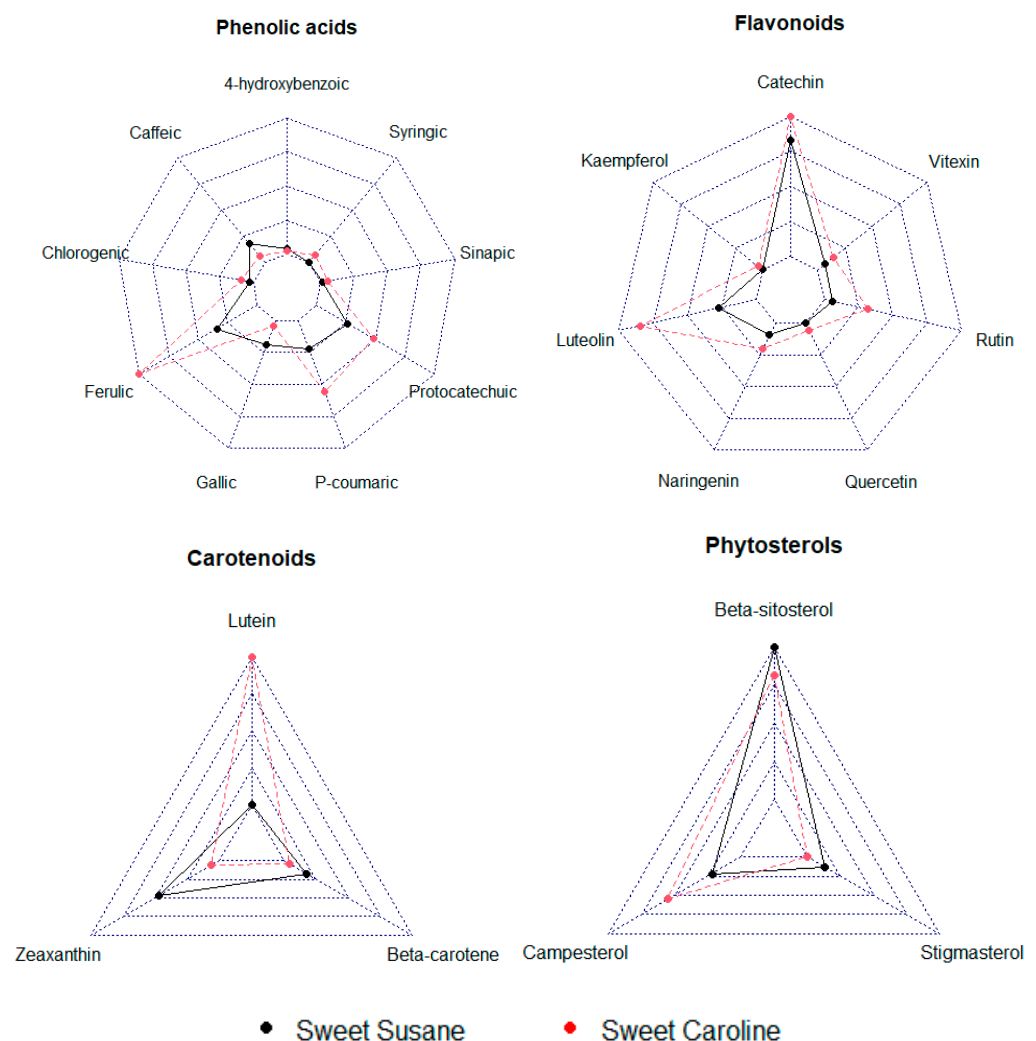 Phenolic acids
4-hydroxybenzoic
Caffeic
Syringic
Chlorogenic
Sinapic
Ferulic
Protocatechuic
Gallic
P-coumaric
Flavonoids
Catechin
Kaempferol
Vitexin
Luteolin
Rutin
Naringenin
Quercetin
Carotenoids
Lutein
Zeaxanthin
Beta-carotene
Phytosterols
Beta-sitosterol
Campesterol
Stigmasterol
Sweet Susane
Sweet Caroline